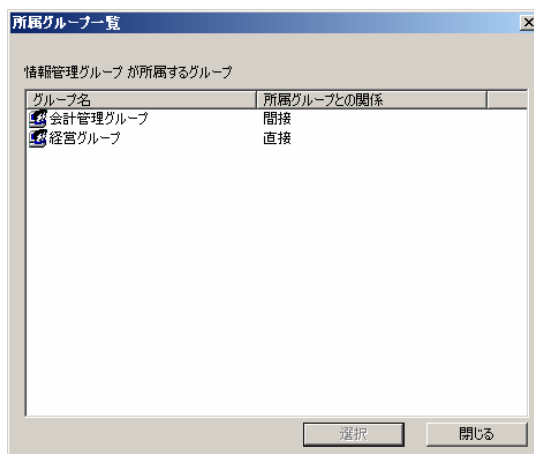 所属グループ一覧
情報管理グループ が所属するグループ
グループ名 所属グループとの関係
会計管理グループ 間接
経営グループ 直接
選択 閉じる